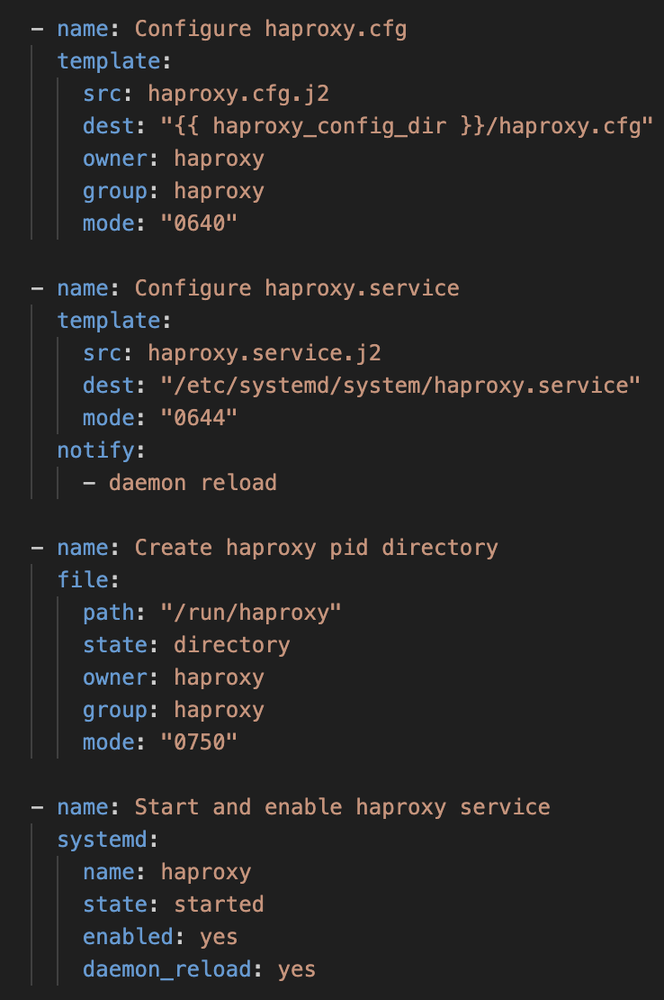 - name: Configure haproxy.cfg
  template:
    src: haproxy.cfg.j2
    dest: "{{ haproxy_config_dir }}/haproxy.cfg"
    owner: haproxy
    group: haproxy
    mode: "0640"

- name: Configure haproxy.service
  template:
    src: haproxy.service.j2
    dest: "/etc/systemd/system/haproxy.service"
    mode: "0644"
  notify:
    - daemon reload

- name: Create haproxy pid directory
  file:
    path: "/run/haproxy"
    state: directory
    owner: haproxy
    group: haproxy
    mode: "0750"

- name: Start and enable haproxy service
  systemd:
    name: haproxy
    state: started
    enabled: yes
    daemon_reload: yes